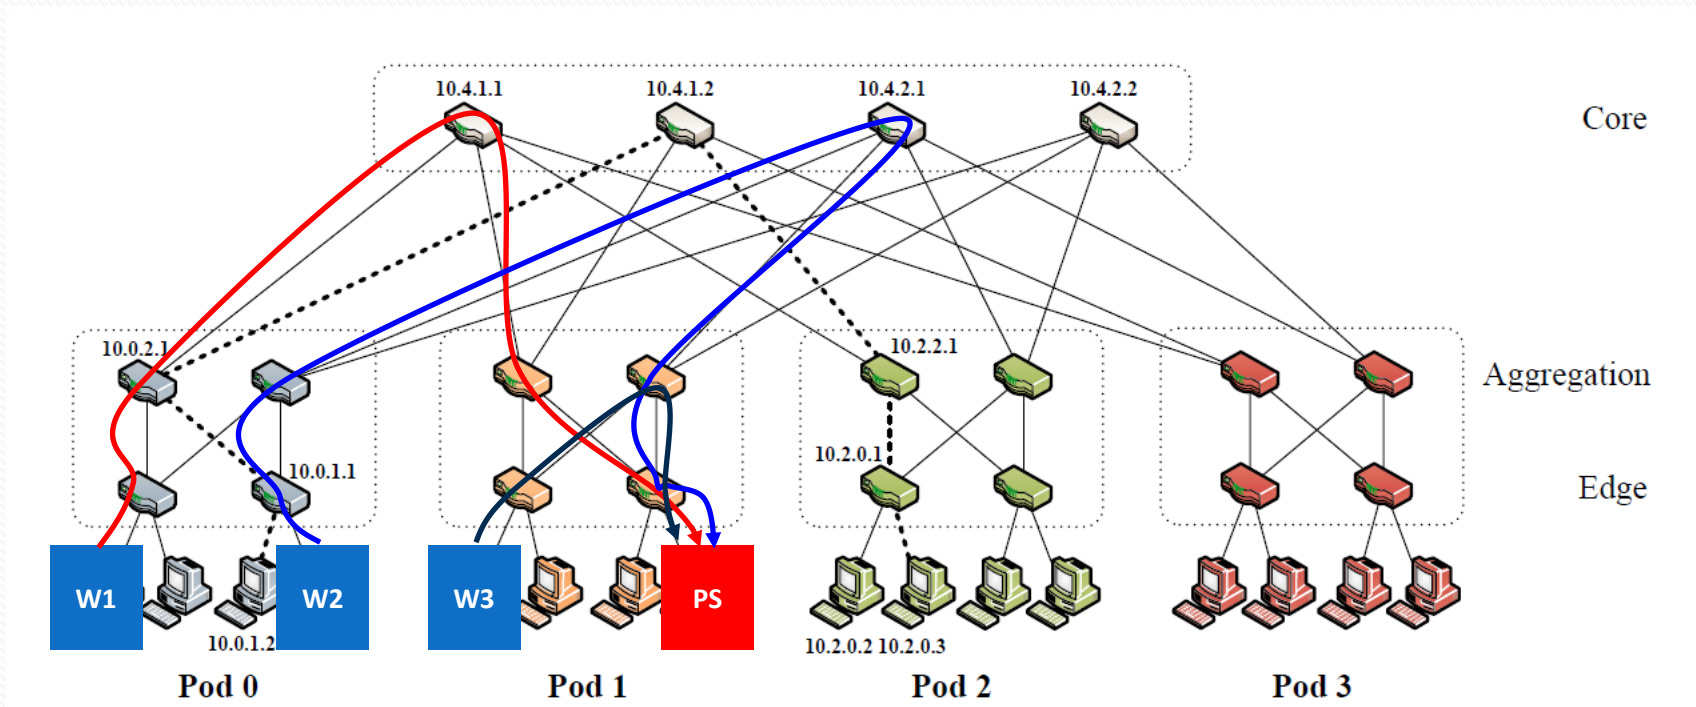 10.4.1.1 10.4.1.2 10.4.2.1 10.4.2.2
Core
10.0.2.1
10.2.2.1
Aggregation
10.0.1.1
10.2.0.1
Edge
W1 W2 W3 PS
10.0.1.2
10.2.0.2 10.2.0.3
Pod 0 Pod 1 Pod 2 Pod 3